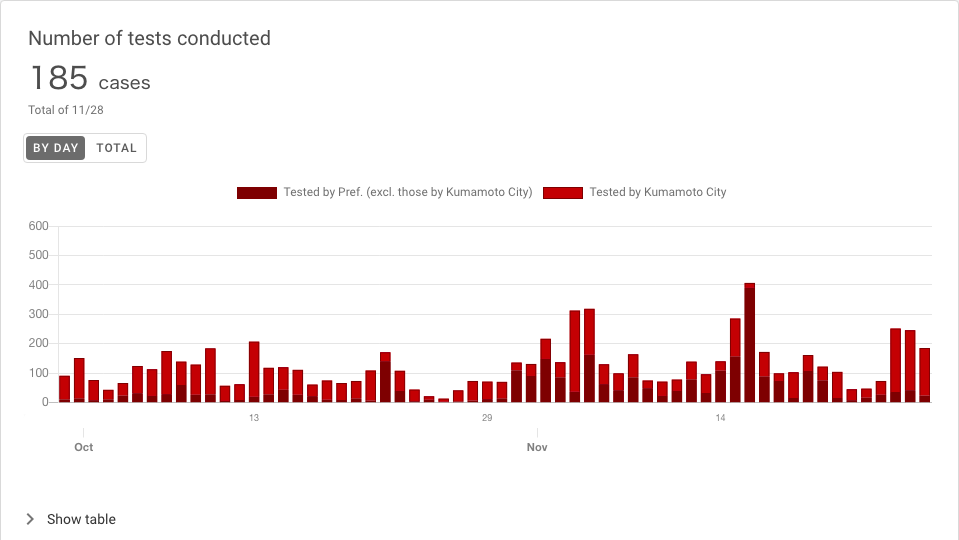 Number of tests conducted
185 cases
Total of 11/28
BY DAY TOTAL
Tested by Pref. (excl. those by Kumamoto City) Tested by Kumamoto City
600
500
400
300
200
100
0
13 29 14
Oct Nov
Show table